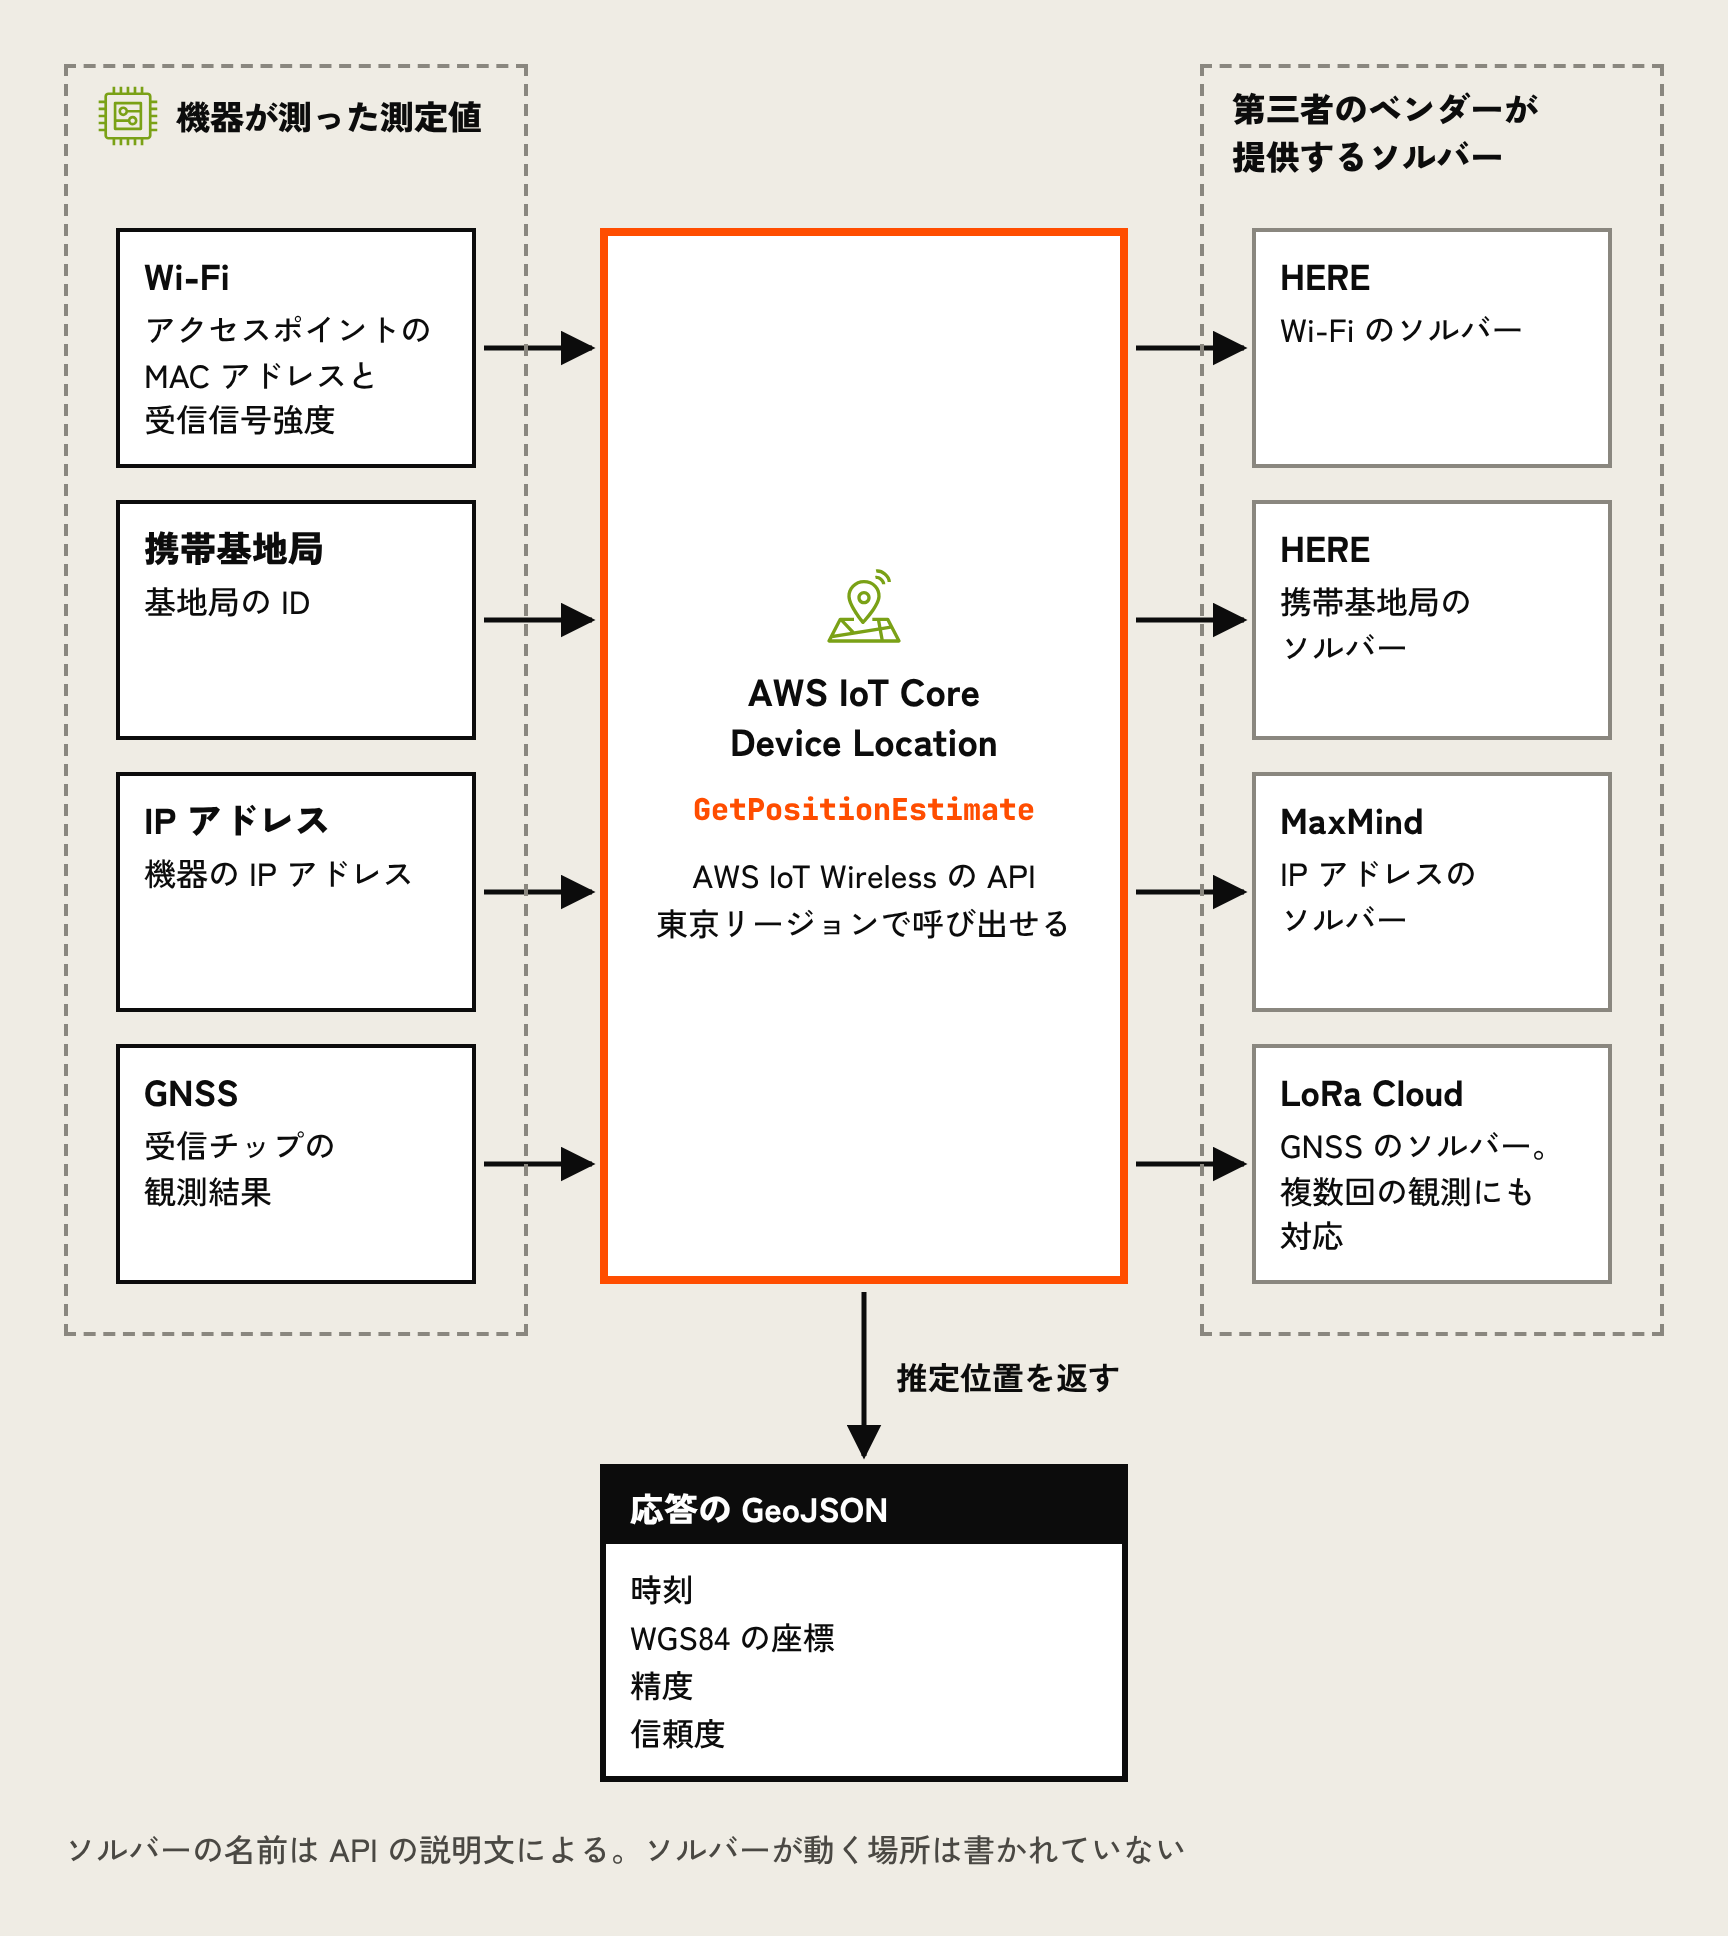 機器が測った測定値
Wi-Fi
アクセスポイントの
MAC アドレスと
受信信号強度
携帯基地局
基地局の ID
IP アドレス
機器の IP アドレス
GNSS
受信チップの
観測結果
AWS IoT Core
Device Location
GetPositionEstimate
AWS IoT Wireless の API
東京リージョンで呼び出せる
第三者のベンダーが
提供するソルバー
HERE
Wi-Fi のソルバー
HERE
携帯基地局の
ソルバー
MaxMind
IP アドレスの
ソルバー
LoRa Cloud
GNSS のソルバー。
複数回の観測にも
対応
推定位置を返す
応答の GeoJSON
時刻
WGS84 の座標
精度
信頼度
ソルバーの名前は API の説明文による。ソルバーが動く場所は書かれていない